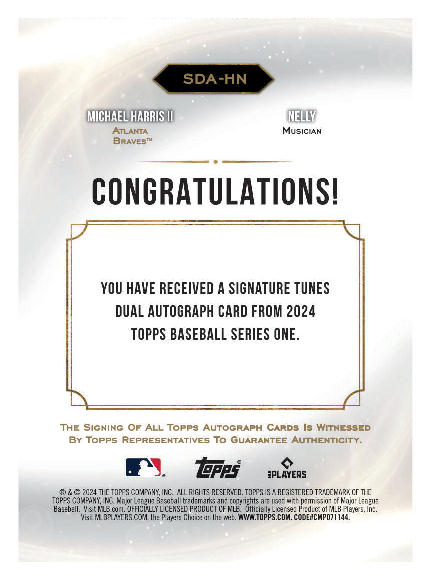 SDA-HN
MICHAEL HARRIS II
ATLANTA
BRAVES™
NELLY
MUSICIAN
CONGRATULATIONS!
YOU HAVE RECEIVED A SIGNATURE TUNES
DUAL AUTOGRAPH CARD FROM 2024
TOPPS BASEBALL SERIES ONE.
THE SIGNING OF ALL TOPPS AUTOGRAPH CARDS IS WITNESSED
BY TOPPS REPRESENTATIVES TO GUARANTEE AUTHENTICITY.
Topps®
PLAYERS
® & © 2024 THE TOPPS COMPANY, INC. ALL RIGHTS RESERVED. TOPPS IS A REGISTERED TRADEMARK OF THE
TOPPS COMPANY, INC. Major League Baseball trademarks and copyrights are used with permission of Major League
Baseball. Visit MLB.com. OFFICIALLY LICENSED PRODUCT OF MLB. Officially Licensed Product of MLB Players, Inc.
Visit MLBPLAYERS.COM, the Players Choice on the web. WWW.TOPPS.COM. CODE#CMP071144.